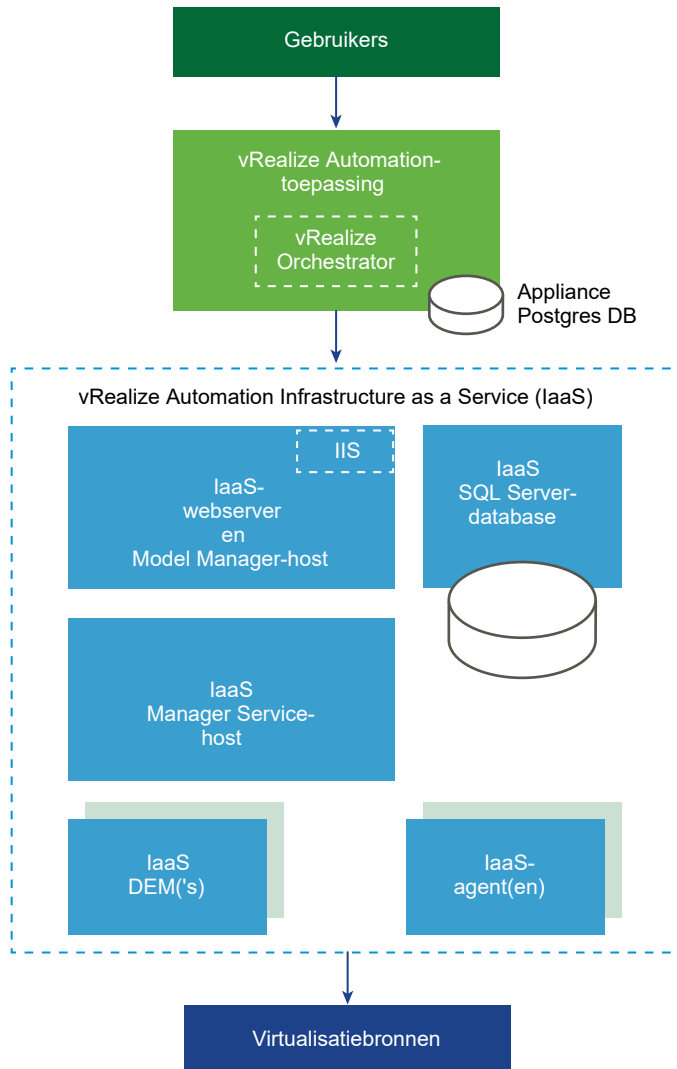 Gebruikers
vRealize Automation-
toepassing
vRealize
Orchestrator
Appliance
Postgres DB
vRealize Automation Infrastructure as a Service (IaaS)
IIS
IaaS-
webserver
en
Model Manager-host
IaaS
SQL Server-
database
IaaS
Manager Service-
host
IaaS
DEM('s)
IaaS-
agent(en)
Virtualisatiebronnen